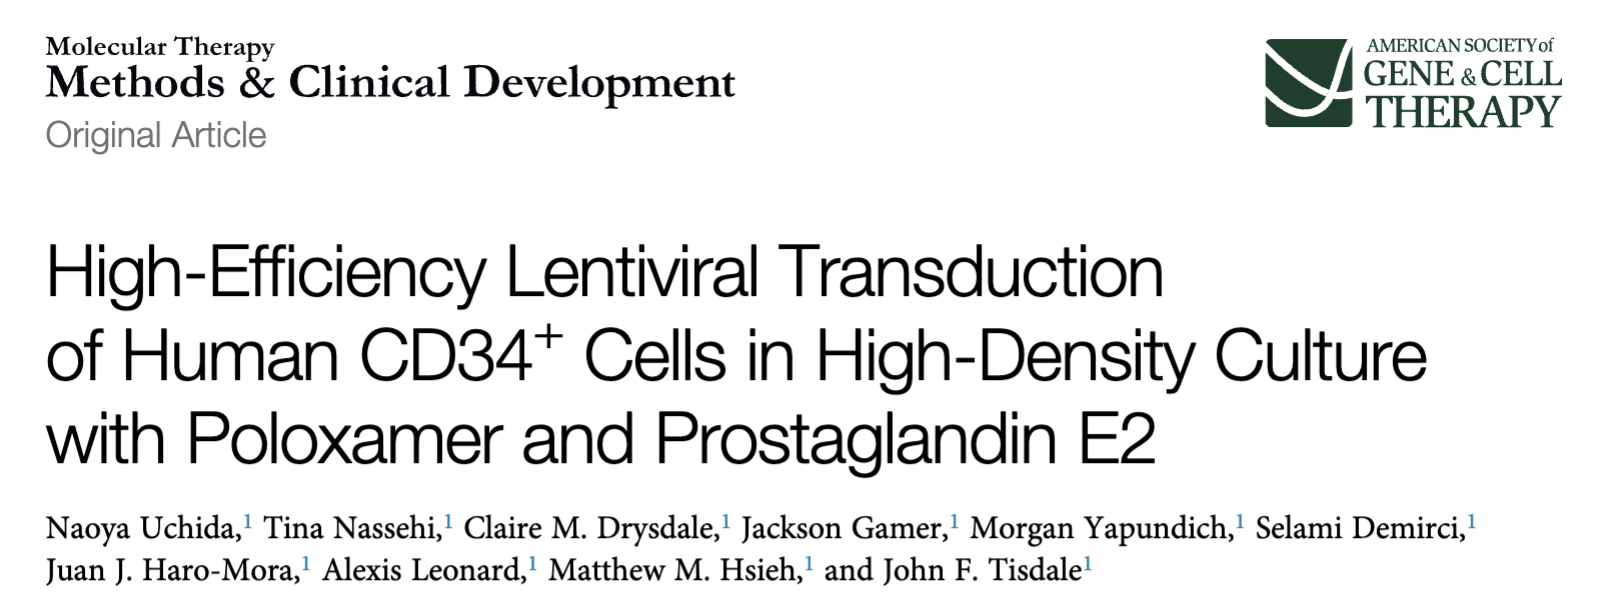 Molecular Therapy
Methods & Clinical Development
Original Article
AMERICAN SOCIETY of
GENE & CELL
THERAPY
High-Efficiency Lentiviral Transduction
of Human CD34⁺ Cells in High-Density Culture
with Poloxamer and Prostaglandin E2
Naoya Uchida,¹ Tina Nassehi,¹ Claire M. Drysdale,¹ Jackson Gamer,¹ Morgan Yapundich,¹ Selami Demirci,¹
Juan J. Haro-Mora,¹ Alexis Leonard,¹ Matthew M. Hsieh,¹ and John F. Tisdale¹